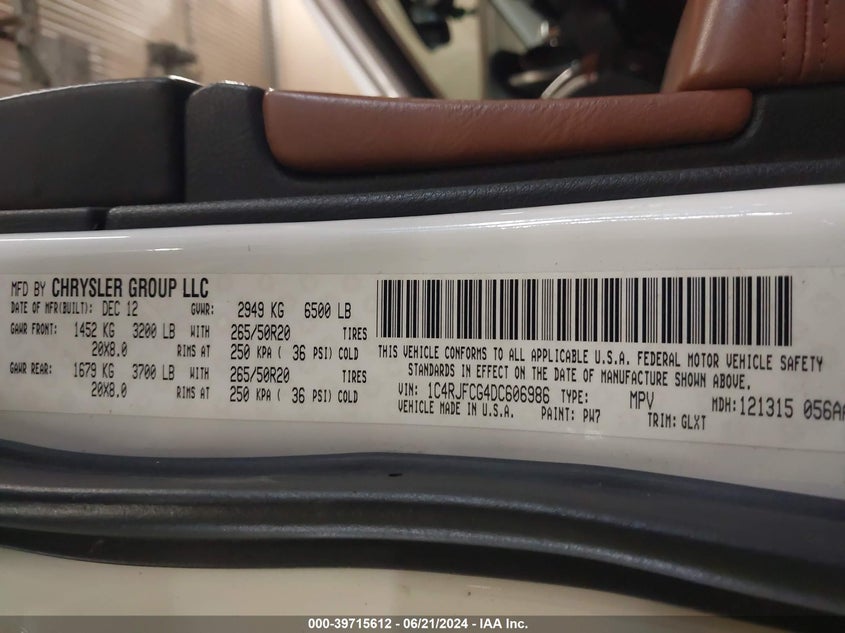 MFD BY CHRYSLER GROUP LLC
DATE OF MFR(BUILT): DEC 12 GVWR: 2949 KG 6500 LB
GAWR FRONT: 1452 KG 3200 LB WITH 265/50R20 TIRES
20X8.0 RIMS AT 250 KPA ( 36 PSI) COLD
GAWR REAR: 1679 KG 3700 LB WITH 265/50R20 TIRES
20X8.0 RIMS AT 250 KPA ( 36 PSI) COLD
THIS VEHICLE CONFORMS TO ALL APPLICABLE U.S.A. FEDERAL MOTOR VEHICLE SAFETY
STANDARDS IN EFFECT ON THE DATE OF MANUFACTURE SHOWN ABOVE.
VIN: 1C4RJFCG4DC606986 TYPE: MPV MDH: 121315 056AA
VEHICLE MADE IN U.S.A. PAINT: PW7 TRIM: GLXT
000-39715612 - 06/21/2024 - IAA Inc.